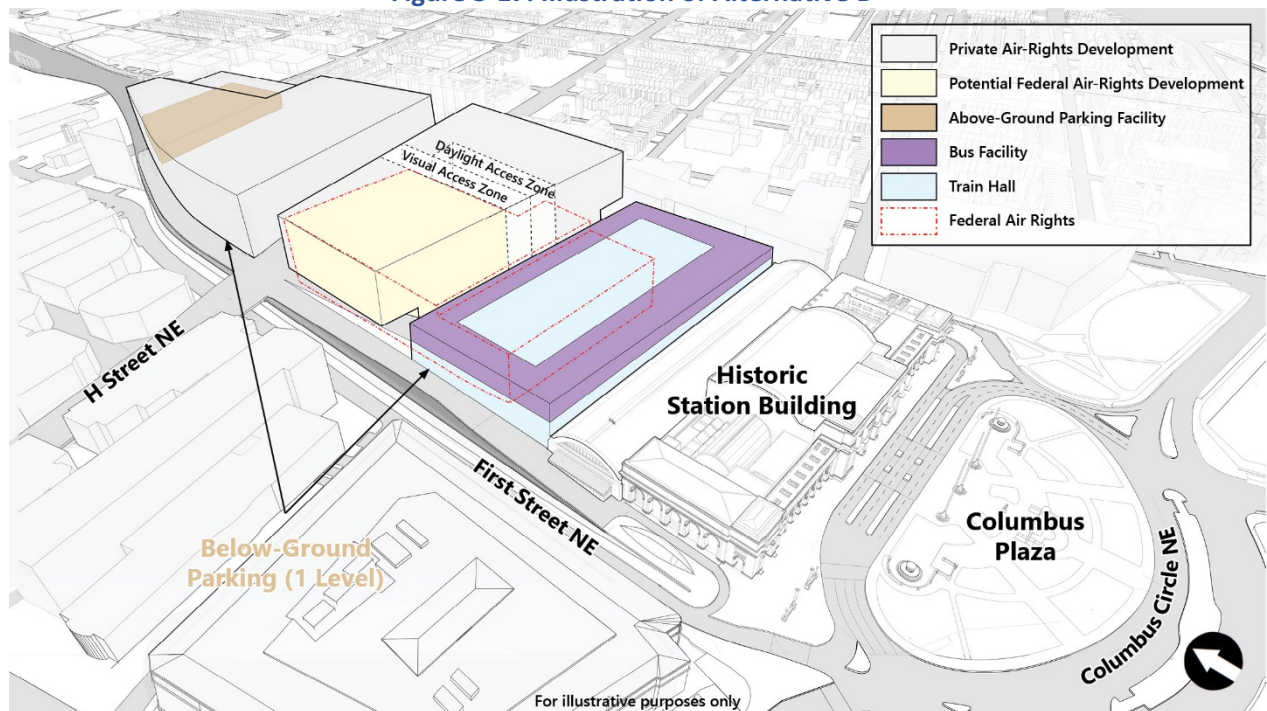 Private Air-Rights Development
Potential Federal Air-Rights Development
Above-Ground Parking Facility
Bus Facility
Train Hall
Federal Air Rights
Daylight Access Zone
Visual Access Zone
H Street NE
Historic
Station Building
First Street NE
Columbus
Plaza
Below-Ground
Parking (1 Level)
Columbus Circle NE
For illustrative purposes only